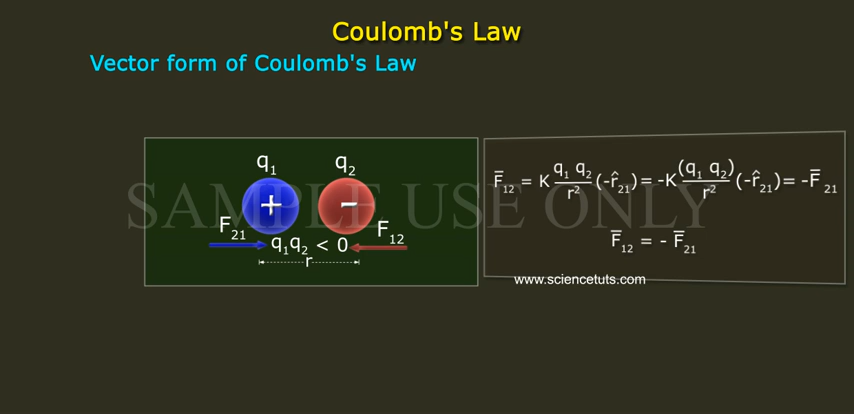 Coulomb's Law
Vector form of Coulomb's Law
q₁ q₂
+ -
SAMPLE USE ONLY
F₂₁ F₁₂
q₁q₂ < 0
r
F̅₁₂ = K q₁ q₂ / r² (-r̂₂₁) = -K (q₁ q₂) / r² (-r̂₂₁) = -F̅ ₂₁
F̅₁₂ = - F̅₂₁
www.sciencetuts.com